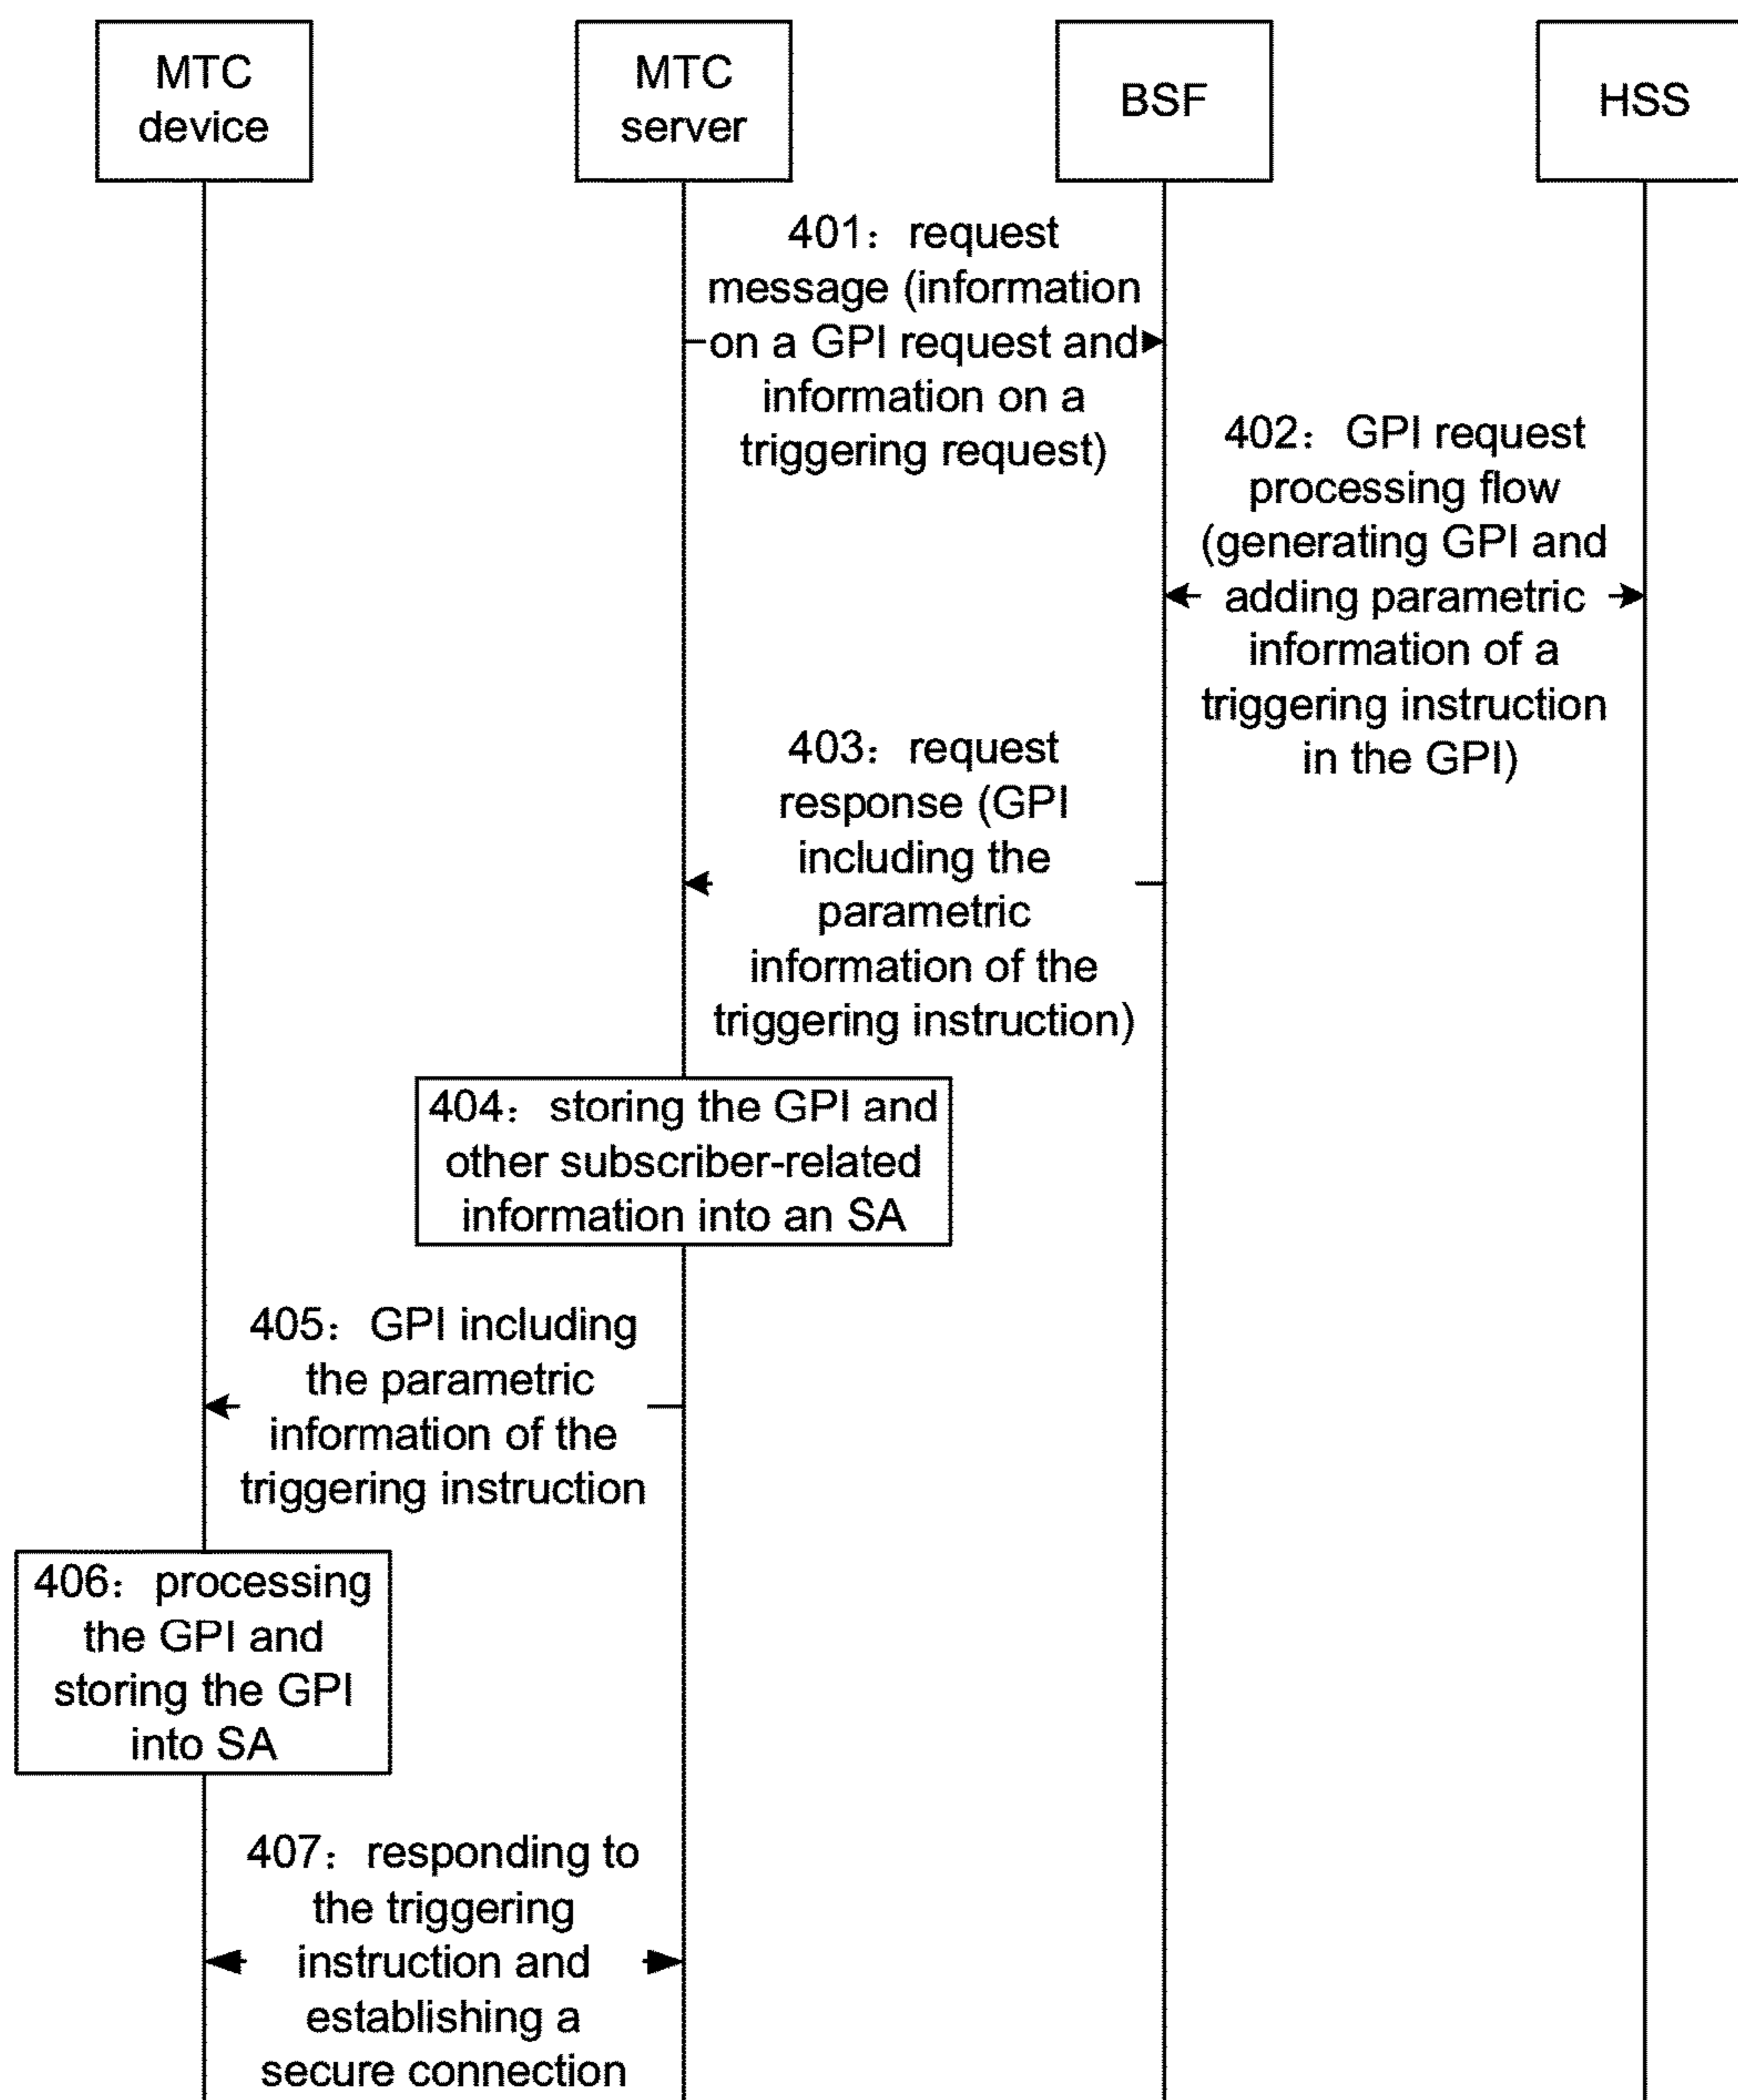 MTC
device
MTC
server
BSF
HSS
401: request
message (information
on a GPI request and
information on a
triggering request)
402: GPI request
processing flow
(generating GPI and
adding parametric
information of a
triggering instruction
in the GPI)
403: request
response (GPI
including the
parametric
information of the
triggering instruction)
404: storing the GPI and
other subscriber-related
information into an SA
405: GPI including
the parametric
information of the
triggering instruction
406: processing
the GPI and
storing the GPI
into SA
407: responding to
the triggering
instruction and
establishing a
secure connection